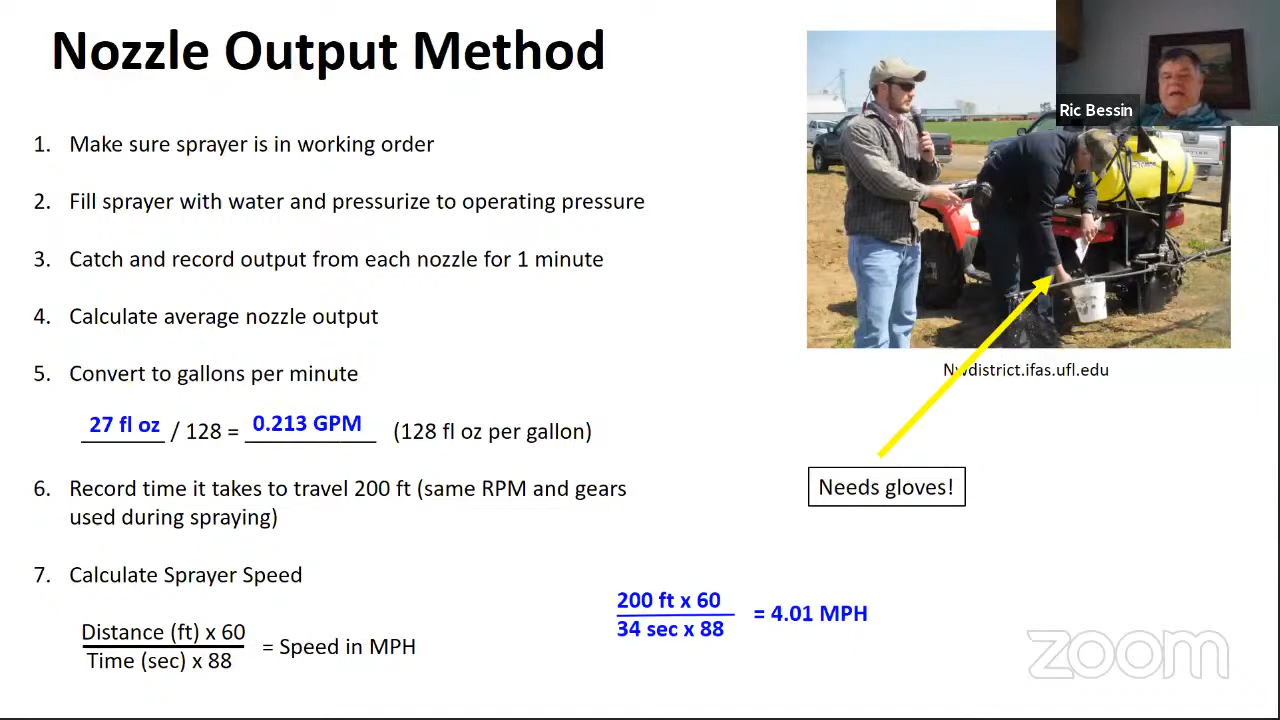 Nozzle Output Method
Ric Bessin
1. Make sure sprayer is in working order
2. Fill sprayer with water and pressurize to operating pressure
3. Catch and record output from each nozzle for 1 minute
4. Calculate average nozzle output
5. Convert to gallons per minute
27 fl oz / 128 = 0.213 GPM (128 fl oz per gallon)
Nwdistrict.ifas.ufl.edu
Needs gloves!
6. Record time it takes to travel 200 ft (same RPM and gears
used during spraying)
7. Calculate Sprayer Speed
Distance (ft) x 60
Time (sec) x 88
= Speed in MPH
200 ft x 60
34 sec x 88
= 4.01 MPH
zoom